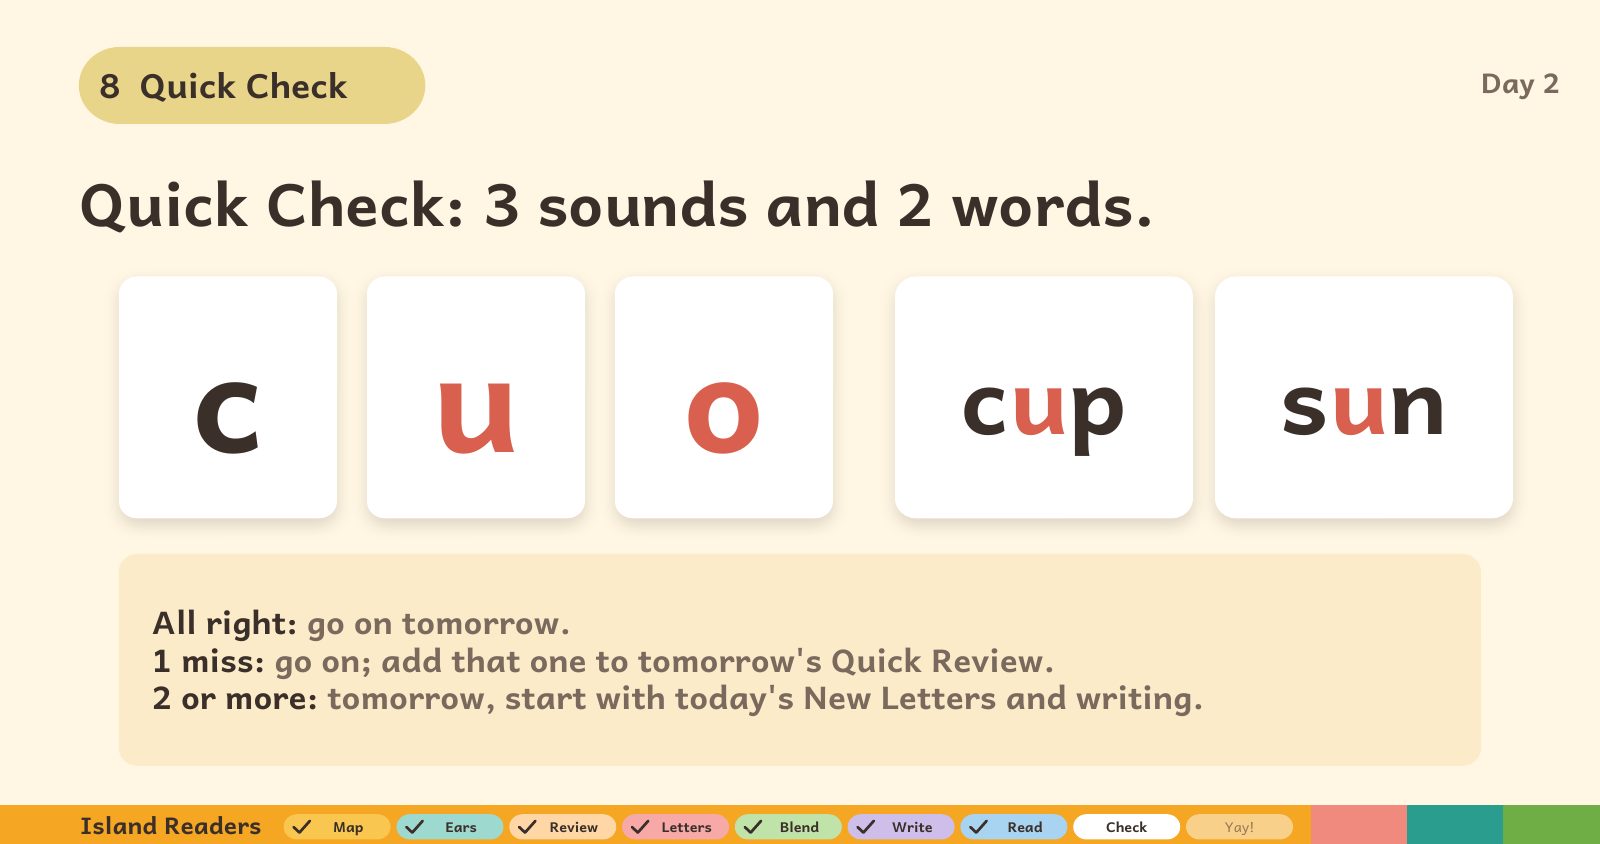 8 Quick Check
Day 2
Quick Check: 3 sounds and 2 words.
c u o cup sun
All right: go on tomorrow.
1 miss: go on; add that one to tomorrow's Quick Review.
2 or more: tomorrow, start with today's New Letters and writing.
Island Readers Map Ears Review Letters Blend Write Read Check Yay!